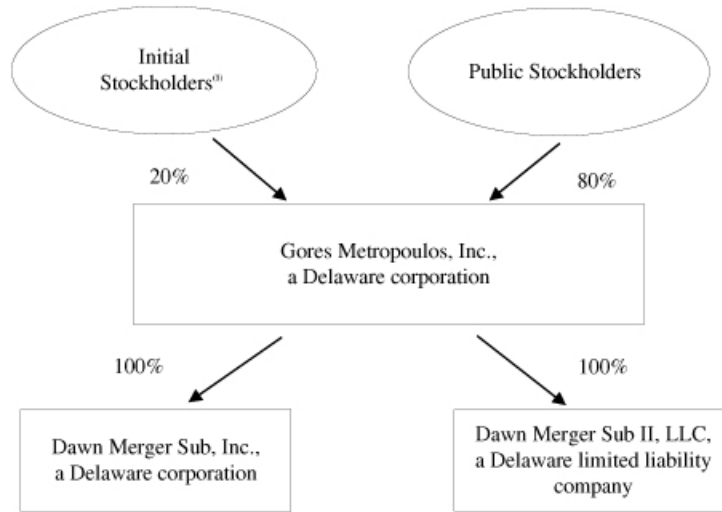 Initial
Stockholders⁽³⁾
Public Stockholders
20%
80%
Gores Metropoulos, Inc.,
a Delaware corporation
100%
100%
Dawn Merger Sub, Inc.,
a Delaware corporation
Dawn Merger Sub II, LLC,
a Delaware limited liability
company